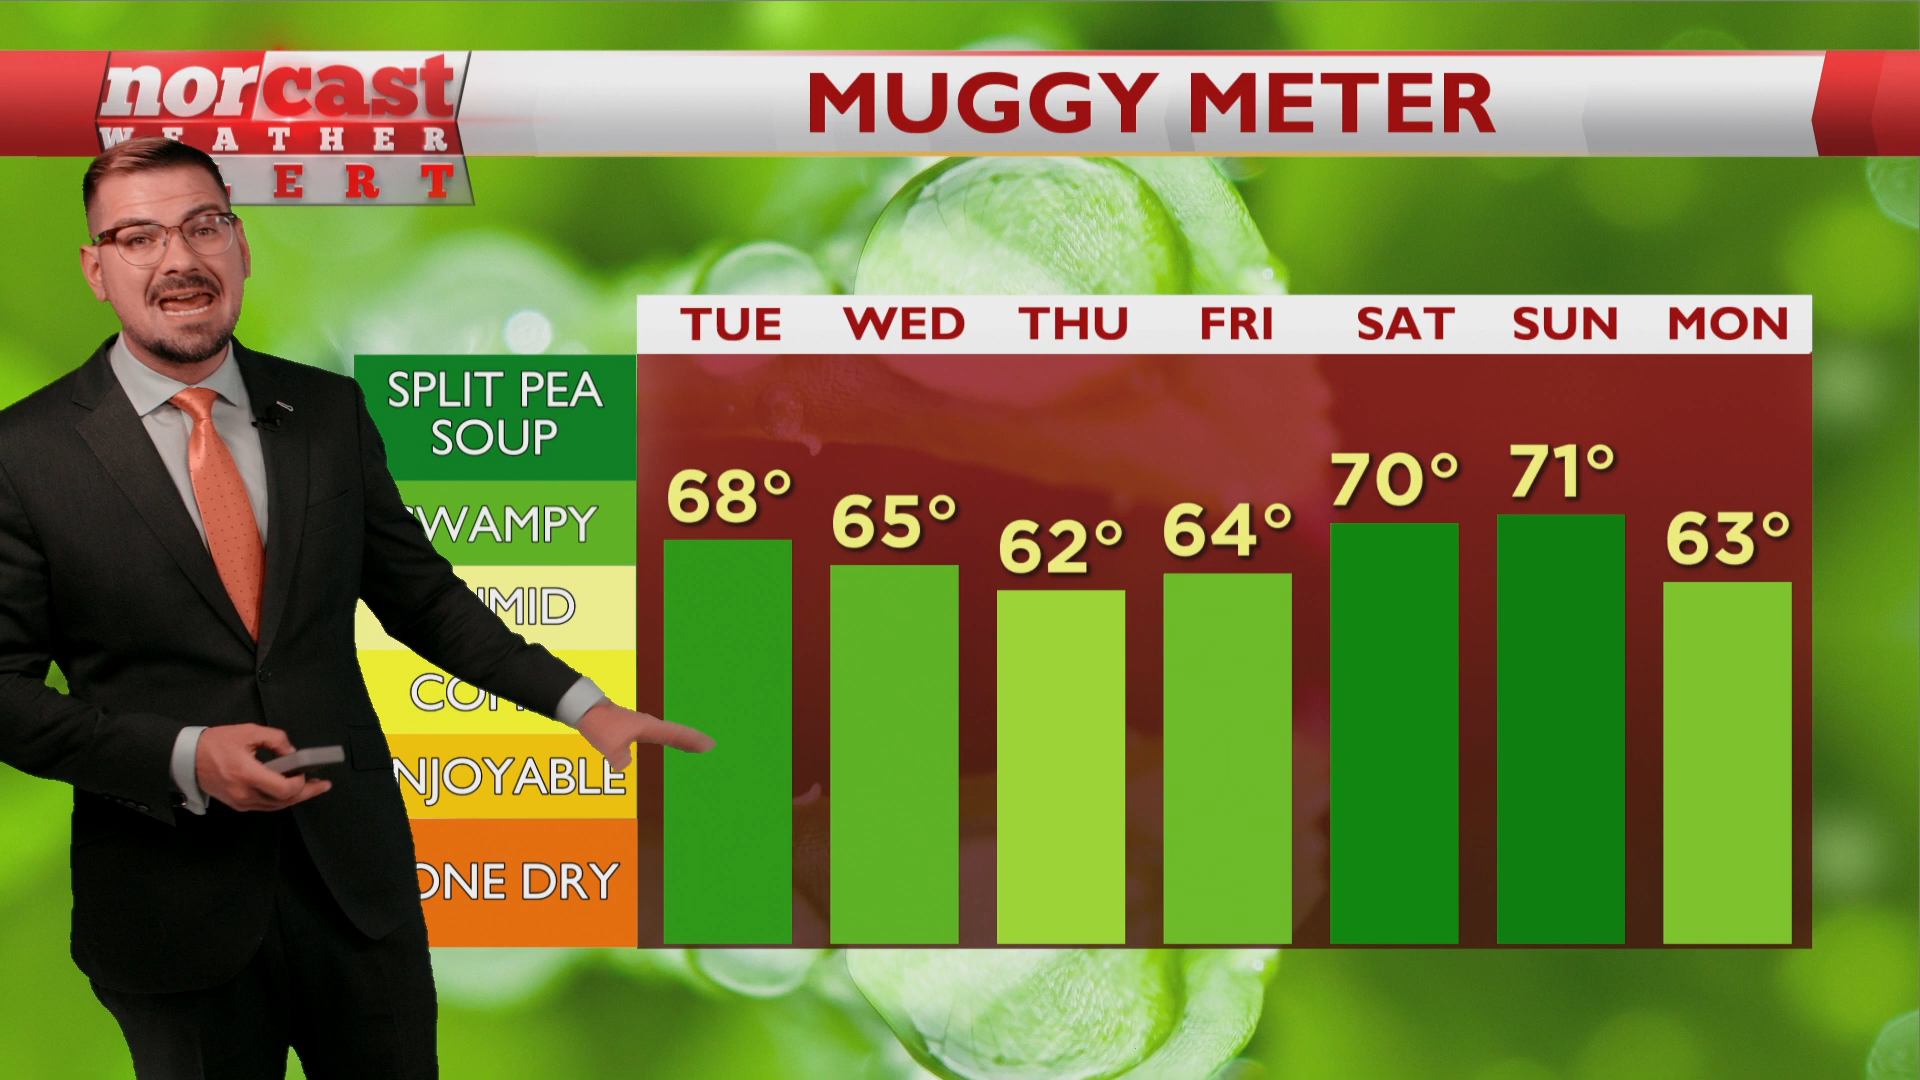 norcast
WEATHER
ERT
MUGGY METER
TUE WED THU FRI SAT SUN MON
SPLIT PEA
SOUP
WAMPY
MID
CO
NJOYABLE
ONE DRY
68° 65° 62° 64° 70° 71° 63°